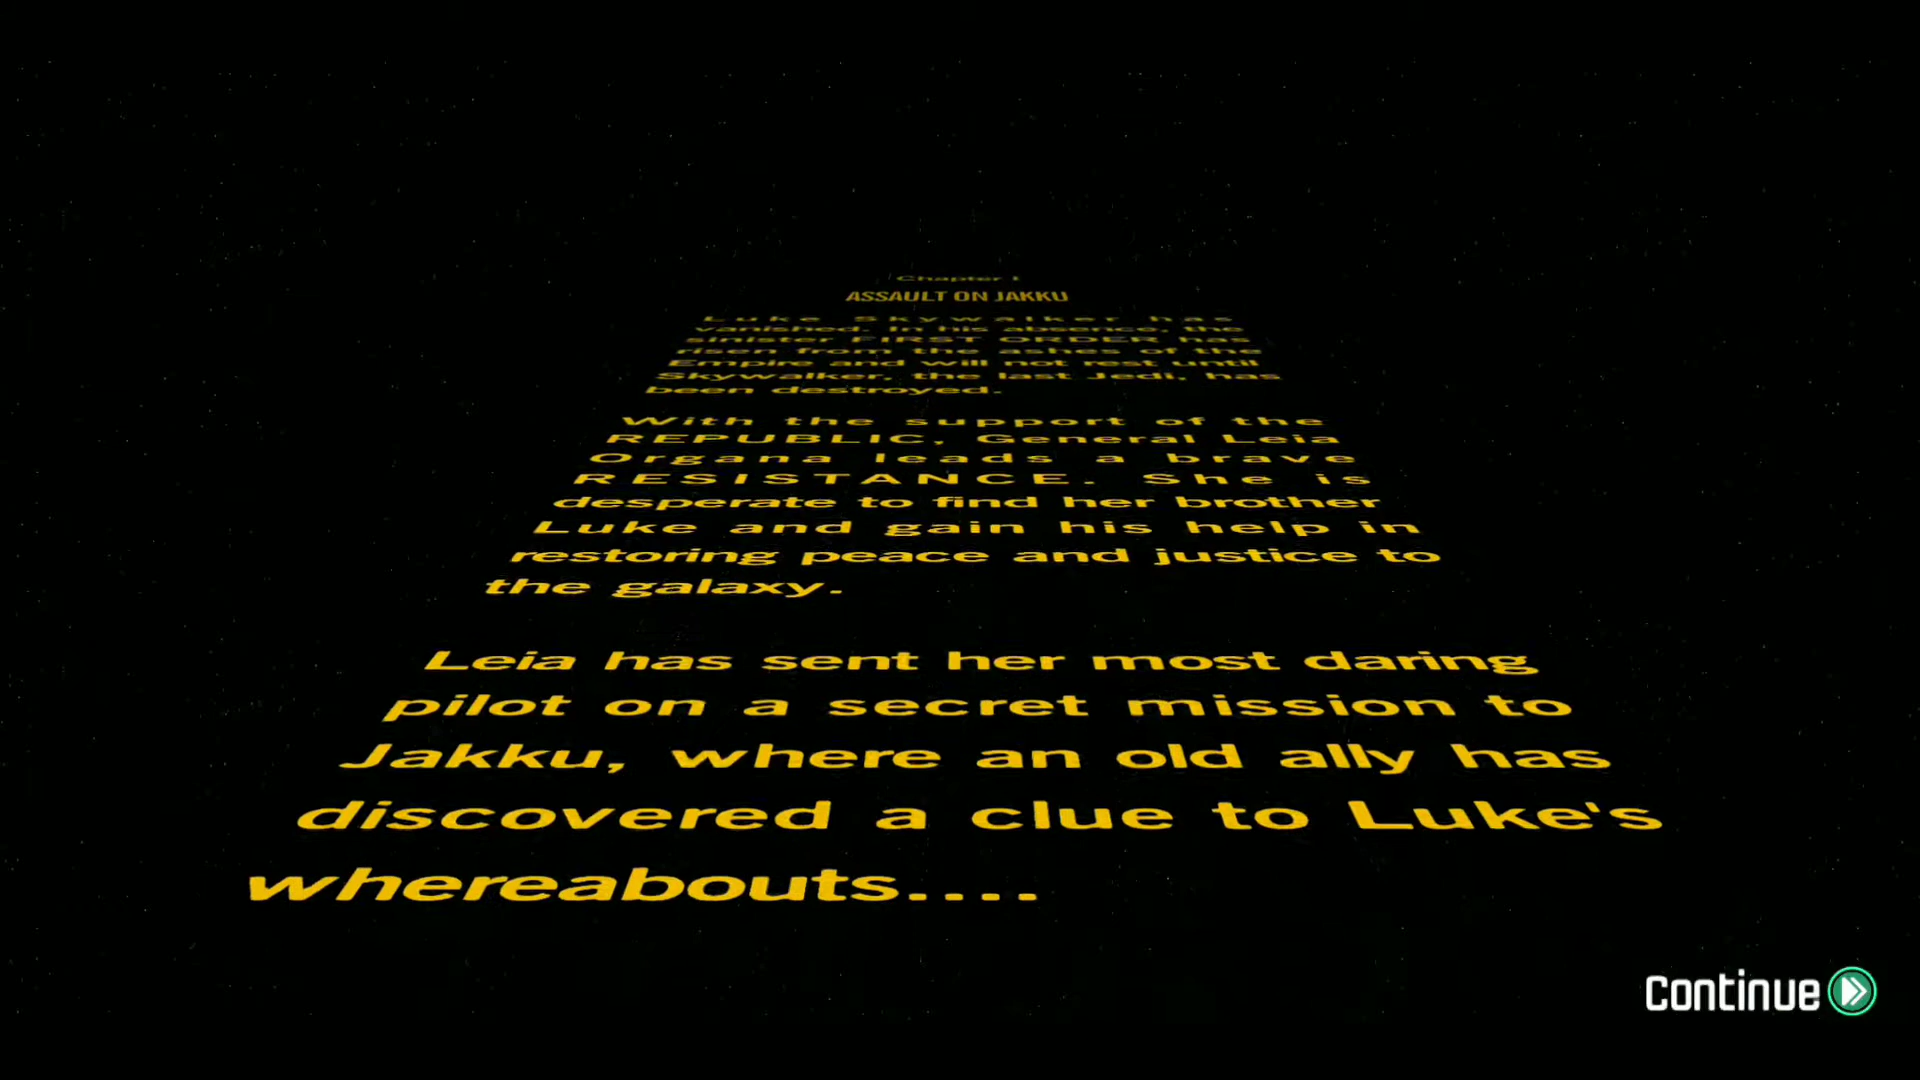 Chapter I
ASSAULT ON JAKKU
Luke Skywalker has
vanished. In his absence, the
sinister FIRST ORDER has
risen from the ashes of the
Empire and will not rest until
Skywalker, the last Jedi, has
been destroyed.
With the support of the
REPUBLIC, General Leia
Organa leads a brave
RESISTANCE. She is
desperate to find her brother
Luke and gain his help in
restoring peace and justice to
the galaxy.
Leia has sent her most daring
pilot on a secret mission to
Jakku, where an old ally has
discovered a clue to Luke's
whereabouts....
Continue